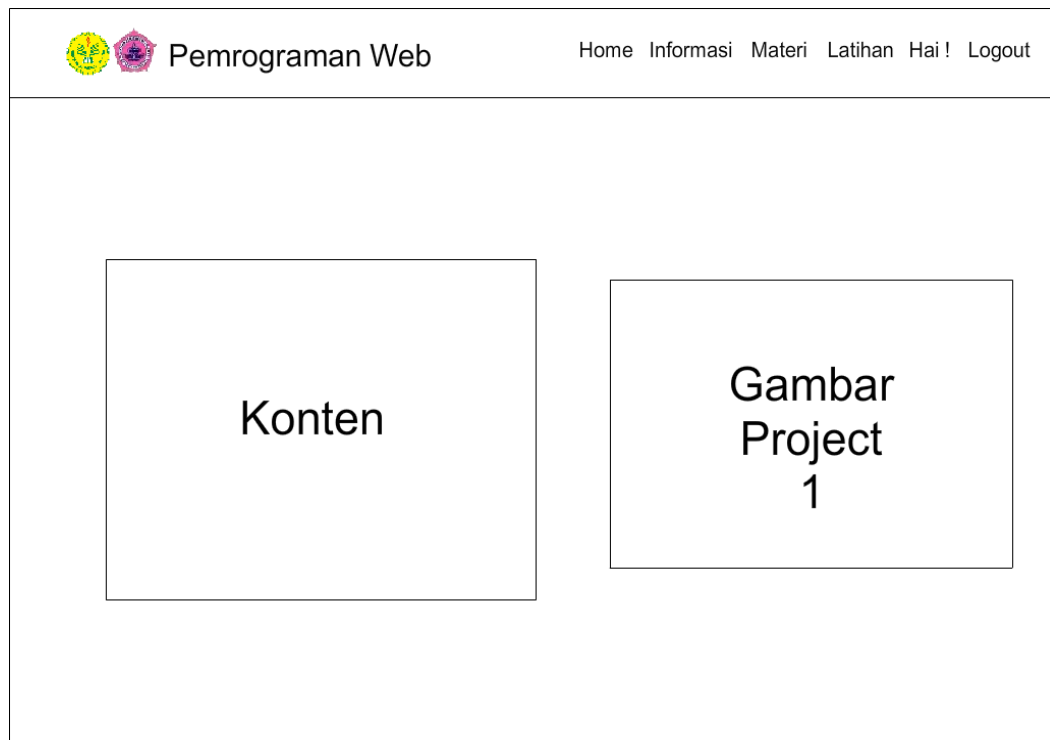 Pemrograman Web
Home Informasi Materi Latihan Hai ! Logout
Konten
Gambar
Project
1